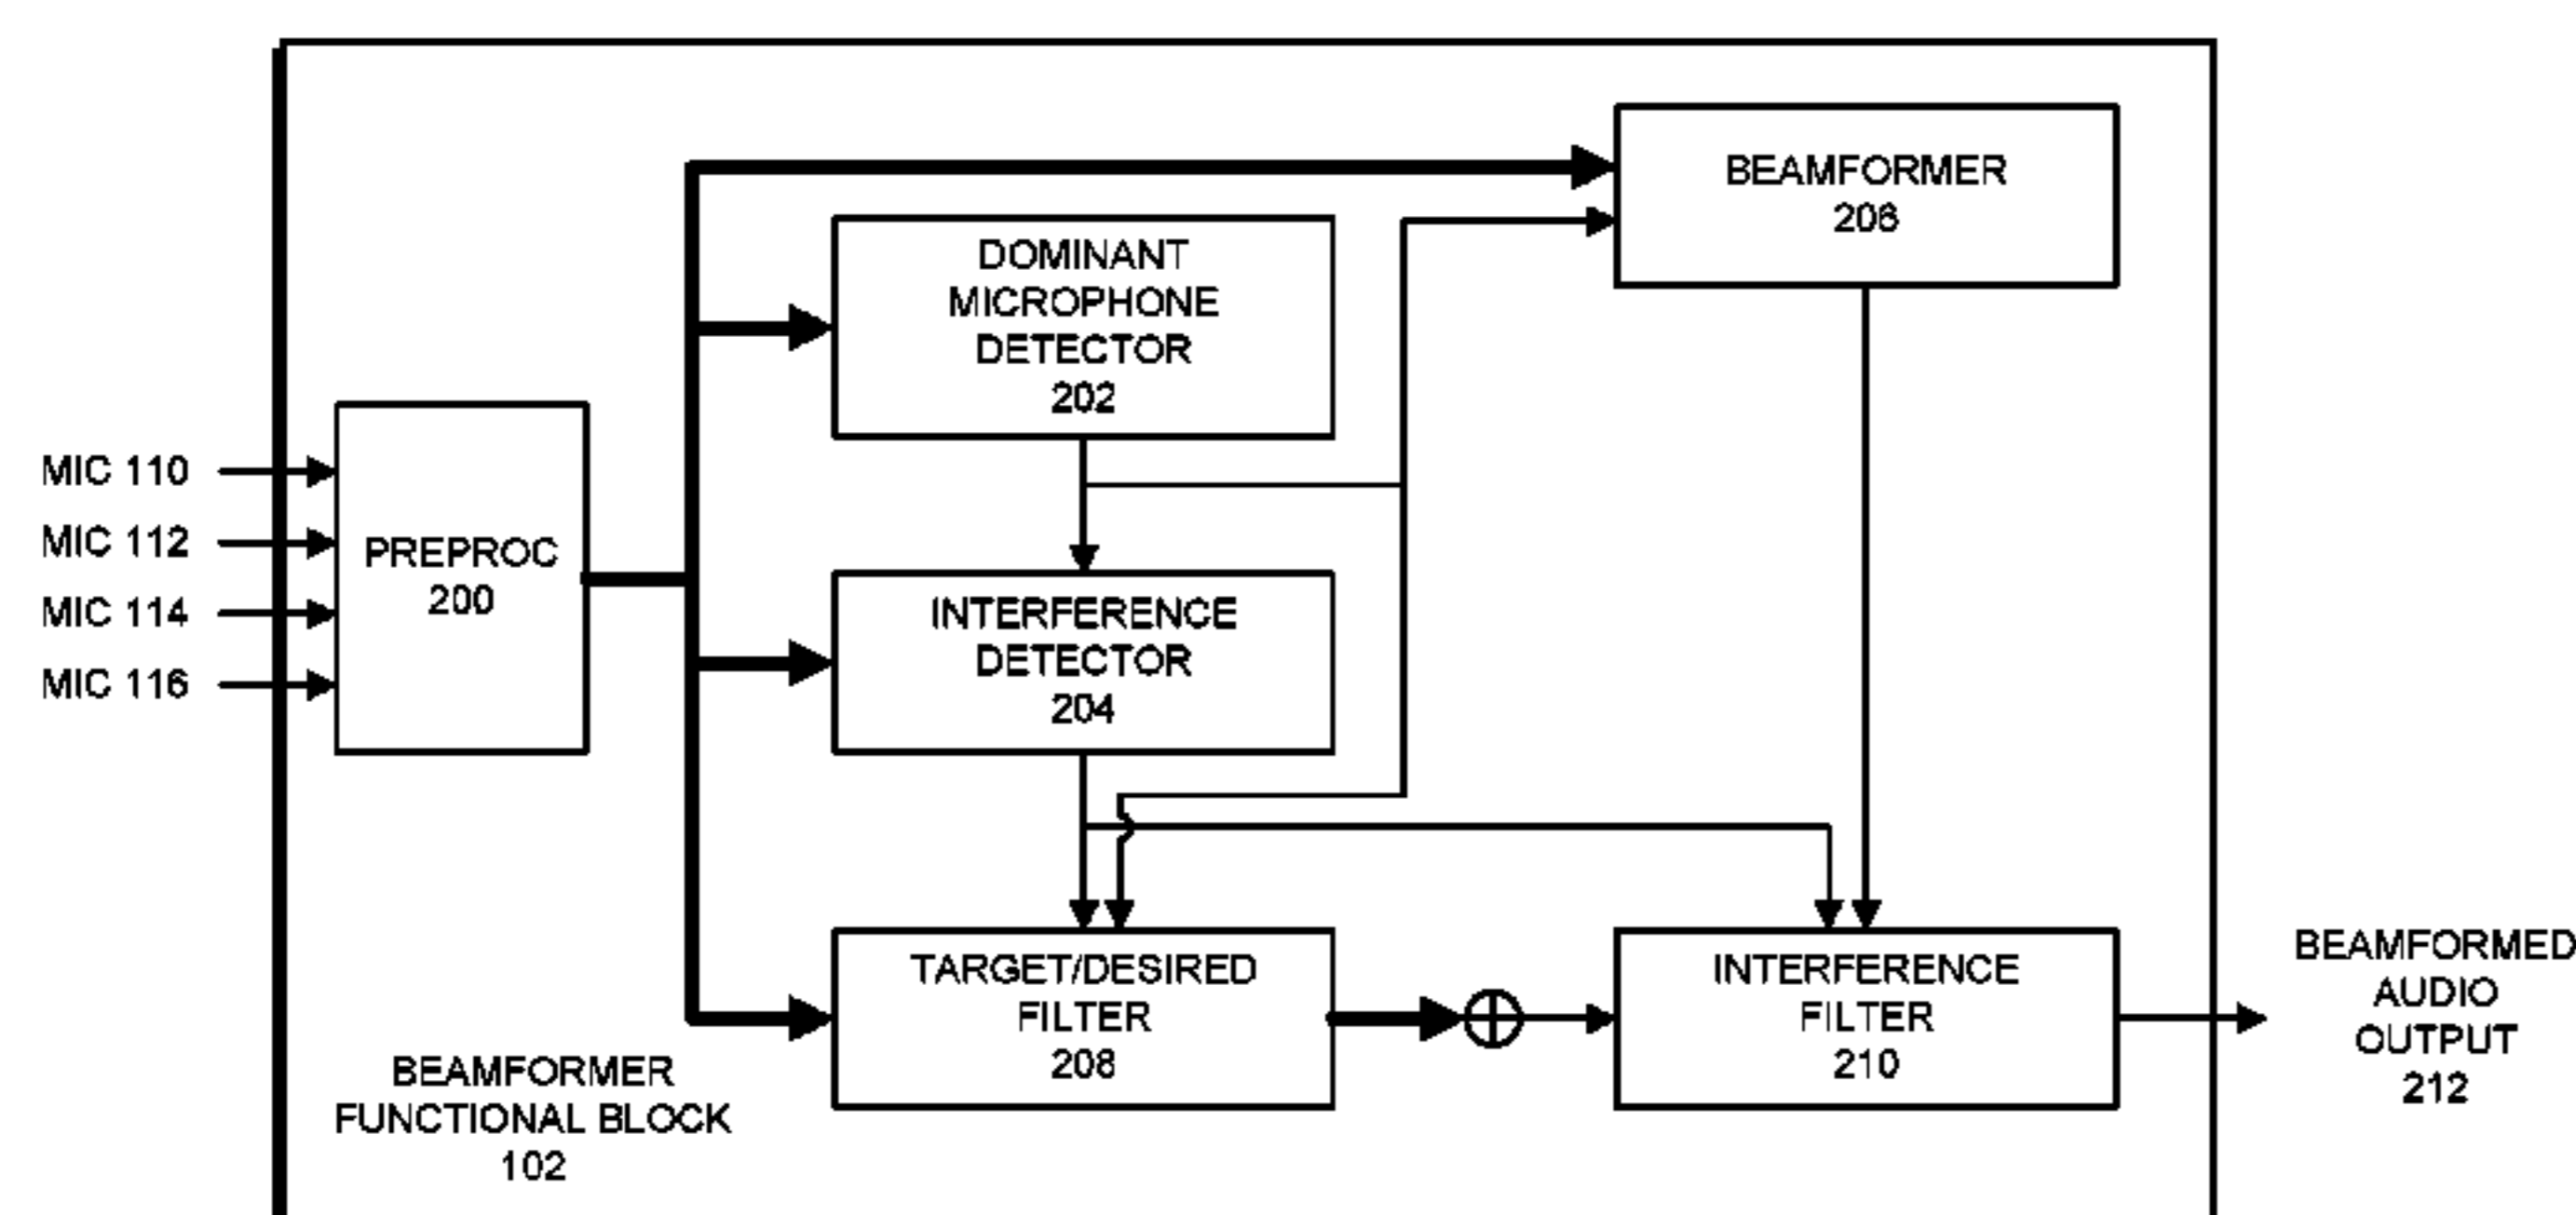 BEAMFORMER
206
DOMINANT
MICROPHONE
DETECTOR
202
MIC 110
MIC 112
MIC 114
MIC 116
PREPROC
200
INTERFERENCE
DETECTOR
204
TARGET/DESIRED
FILTER
208
INTERFERENCE
FILTER
210
BEAMFORMED
AUDIO
OUTPUT
212
BEAMFORMER
FUNCTIONAL BLOCK
102